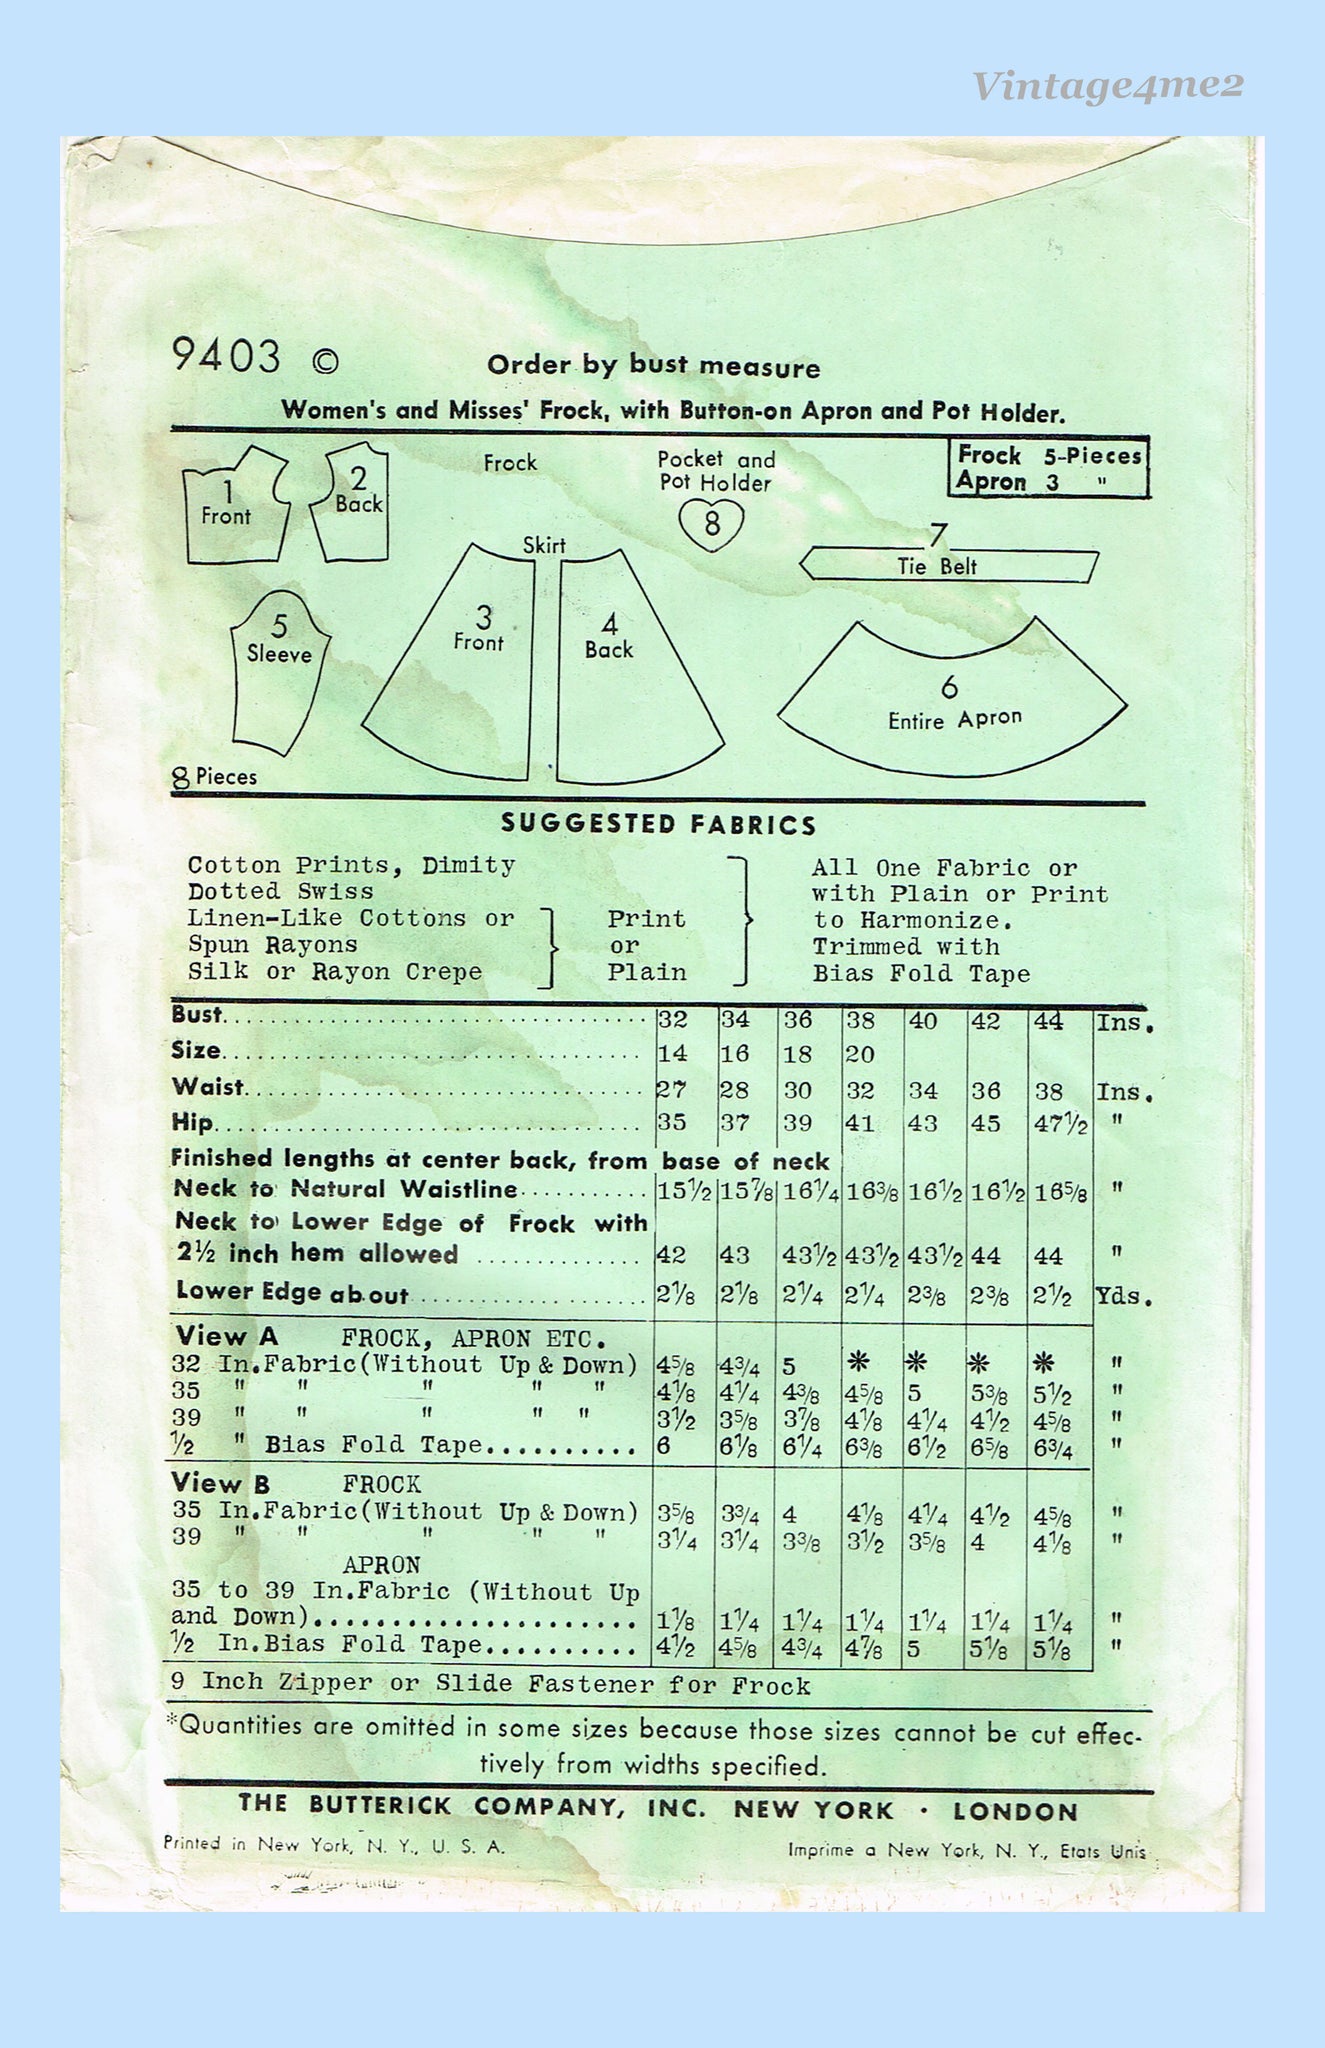 Vintage4me2
9403 ©
Order by bust measure
Women's and Misses' Frock, with Button-on Apron and Pot Holder.
Frock 5-Pieces
Apron 3 "
1
Front
2
Back
Frock
Pocket and
Pot Holder
8
7
Tie Belt
Skirt
5
Sleeve
3
Front
4
Back
6
Entire Apron
8 Pieces
SUGGESTED FABRICS
Cotton Prints, Dimity
Dotted Swiss
Linen-Like Cottons or
Spun Rayons
Silk or Rayon Crepe
Print
or
Plain
All One Fabric or
with Plain or Print
to Harmonize.
Trimmed with
Bias Fold Tape
Bust 32 34 36 38 40 42 44 Ins.
Size 14 16 18 20
Waist 27 28 30 32 34 36 38 Ins.
Hip 35 37 39 41 43 45 47½ "
Finished lengths at center back, from base of neck
Neck to Natural Waistline 15½ 15⅞ 16¼ 16⅜ 16½ 16½ 16⅝ "
Neck to Lower Edge of Frock with
2½ inch hem allowed 42 43 43½ 43½ 43½ 44 44 "
Lower Edge about 2⅛ 2⅛ 2¼ 2¼ 2⅜ 2⅜ 2½ Yds.
View A FROCK, APRON ETC.
32 In.Fabric(Without Up & Down) 4⅝ 4¾ 5 * * * * "
35 " " " " " 4⅛ 4¼ 4⅜ 4⅝ 5 5⅜ 5½ "
39 " " " " " 3½ 3⅝ 3⅞ 4⅛ 4¼ 4½ 4⅝ "
½ " Bias Fold Tape.......... 6 6⅛ 6¼ 6⅜ 6½ 6⅝ 6¾ "
View B FROCK
35 In.Fabric(Without Up & Down) 3⅝ 3¾ 4 4⅛ 4¼ 4½ 4⅝ "
39 " " " " " 3¼ 3¼ 3⅜ 3½ 3⅝ 4 4⅛ "
APRON
35 to 39 In.Fabric (Without Up
and Down)...................... 1⅛ 1¼ 1¼ 1¼ 1¼ 1¼ 1¼ "
½ In.Bias Fold Tape.......... 4½ 4⅝ 4¾ 4⅞ 5 5⅛ 5⅛ "
9 Inch Zipper or Slide Fastener for Frock
*Quantities are omitted in some sizes because those sizes cannot be cut effec-
tively from widths specified.
THE BUTTERICK COMPANY, INC. NEW YORK · LONDON
Printed in New York, N. Y., U. S. A.
Imprime a New York, N. Y., Etats Unis